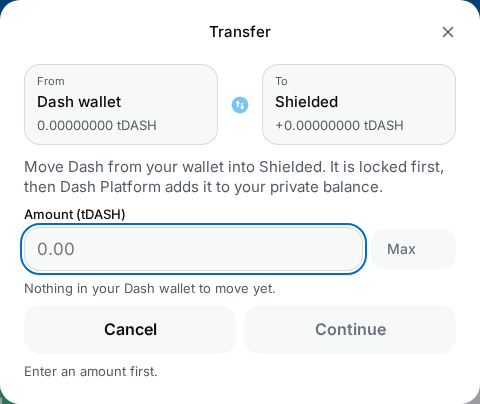 Transfer
From
Dash wallet
0.00000000 tDASH
To
Shielded
+0.00000000 tDASH
Move Dash from your wallet into Shielded. It is locked first,
then Dash Platform adds it to your private balance.
Amount (tDASH)
0.00
Max
Nothing in your Dash wallet to move yet.
Cancel
Continue
Enter an amount first.